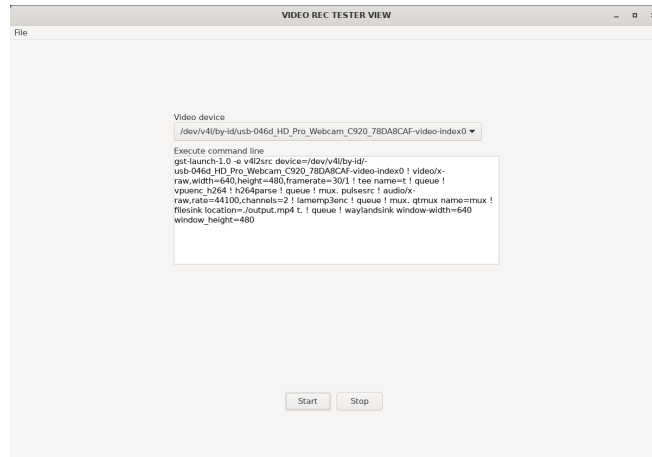 VIDEO REC TESTER VIEW
File
Video device
/dev/v4l/by-id/usb-046d_HD_Pro_Webcam_C920_78DA8CAF-video-index0
Execute command line
gst-launch-1.0 -e v4l2src device=/dev/v4l/by-id/-
usb-046d_HD_Pro_Webcam_C920_78DA8CAF-video-index0 ! video/x-
raw,width=640,height=480,framerate=30/1 ! tee name=t ! queue !
vpuenc_h264 ! h264parse ! queue ! mux. pulsesrc ! audio/x-
raw,rate=44100,channels=2 ! lamemp3enc ! queue ! mux. qtmux name=mux !
filesink location=./output.mp4 t. ! queue ! waylandsink window-width=640
window_height=480
Start Stop